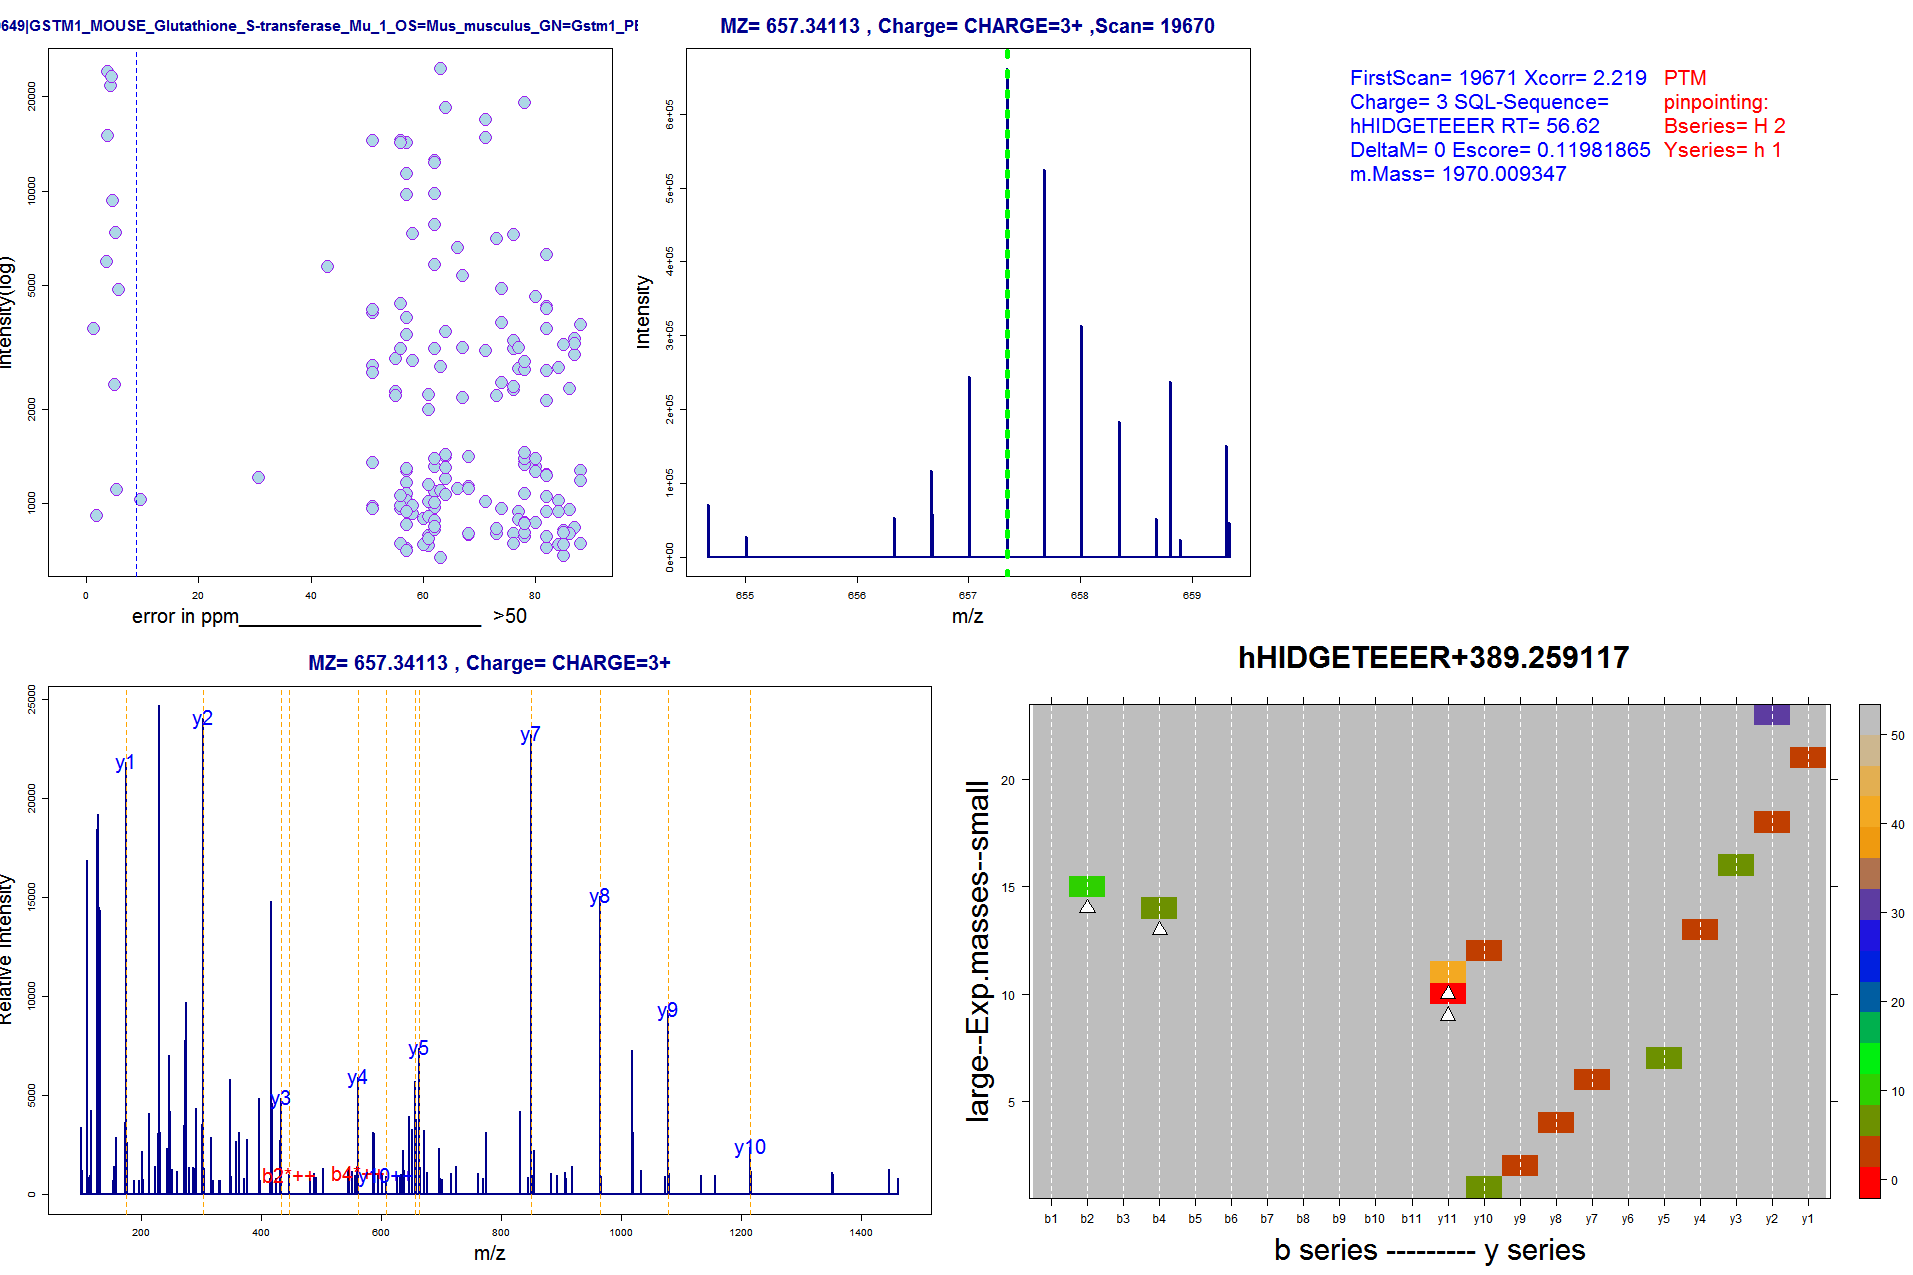 649|GSTM1_MOUSE_Glutathione_S-transferase_Mu_1_OS=Mus_musculus_GN=Gstm1_PE
Intensity(log)
20000
10000
5000
2000
1000
0 20 40 60 80
error in ppm______________________ >50
MZ= 657.34113 , Charge= CHARGE=3+ ,Scan= 19670
Intensity
6e+05
5e+05
4e+05
3e+05
2e+05
1e+05
0e+00
655 656 657 658 659
m/z
FirstScan= 19671 Xcorr= 2.219
Charge= 3 SQL-Sequence=
hHIDGETEEER RT= 56.62
DeltaM= 0 Escore= 0.11981865
m.Mass= 1970.009347
PTM
pinpointing:
Bseries= H 2
Yseries= h 1
MZ= 657.34113 , Charge= CHARGE=3+
Relative Intensity
25000
20000
15000
10000
5000
0
y1
y2
y3
y4
y5
y7
y8
y9
y10
b2*++
b4*++
y10++
200 400 600 800 1000 1200 1400
m/z
hHIDGETEEER+389.259117
large--Exp.masses--small
20
15
10
5
b1 b2 b3 b4 b5 b6 b7 b8 b9 b10 b11 y11 y10 y9 y8 y7 y6 y5 y4 y3 y2 y1
b series --------- y series
50
40
30
20
10
0